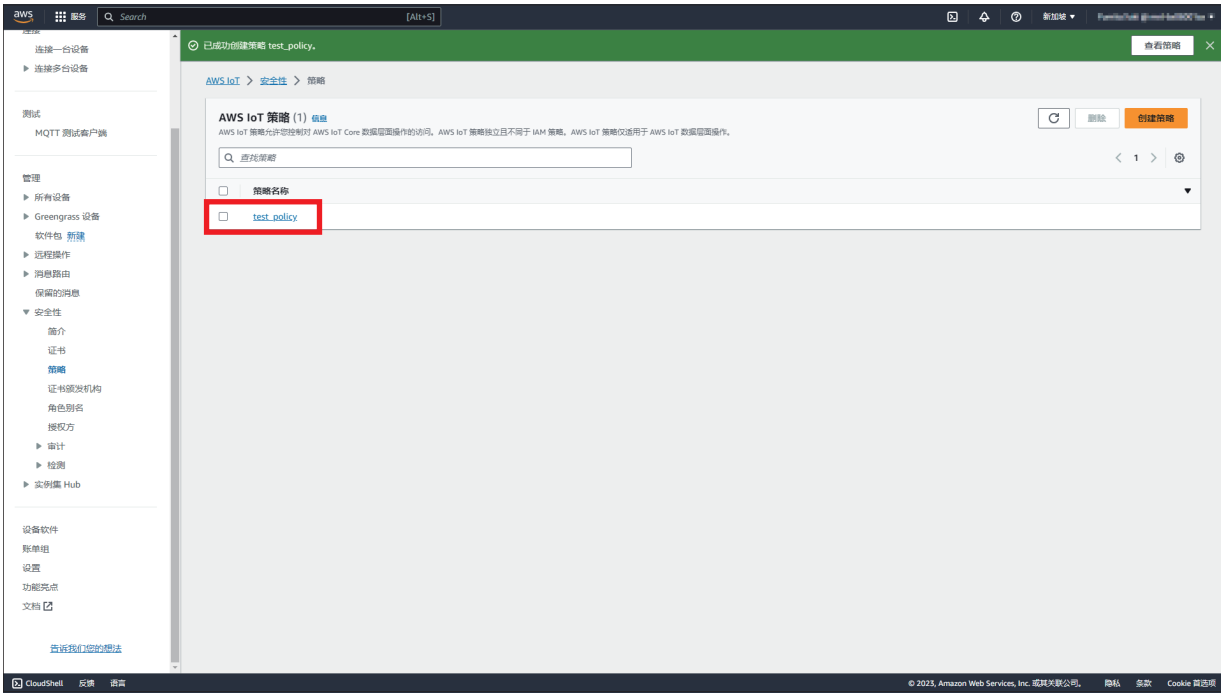 aws 服务 Search [Alt+S] 新加坡
连接一台设备
连接多台设备
测试
MQTT 测试客户端
管理
所有设备
Greengrass 设备
软件包 新建
远程操作
消息路由
保留的消息
安全性
简介
证书
策略
证书颁发机构
角色别名
授权方
审计
检测
实例集 Hub
设备软件
账单组
设置
功能亮点
文档
告诉我们您的想法
已成功创建策略 test_policy。 查看策略
AWS IoT > 安全性 > 策略
AWS IoT 策略 (1) 信息 删除 创建策略
AWS IoT 策略允许您控制对 AWS IoT Core 数据层面操作的访问。AWS IoT 策略独立且不同于 IAM 策略。AWS IoT 策略仅适用于 AWS IoT 数据层面操作。
查找策略 1
策略名称
test_policy
CloudShell 反馈 语言 © 2023, Amazon Web Services, Inc. 或其关联公司。 隐私 条款 Cookie 首选项